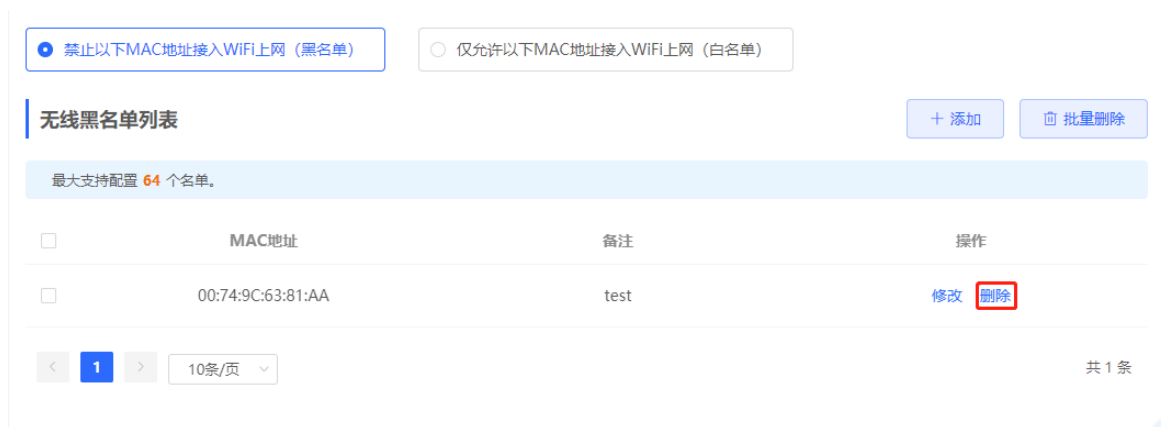 禁止以下MAC地址接入WiFi上网（黑名单） 仅允许以下MAC地址接入WiFi上网（白名单）
无线黑名单列表 + 添加 批量删除
最大支持配置 64 个名单。
MAC地址 备注 操作
00:74:9C:63:81:AA test 修改 删除
< 1 > 10条/页 共 1 条